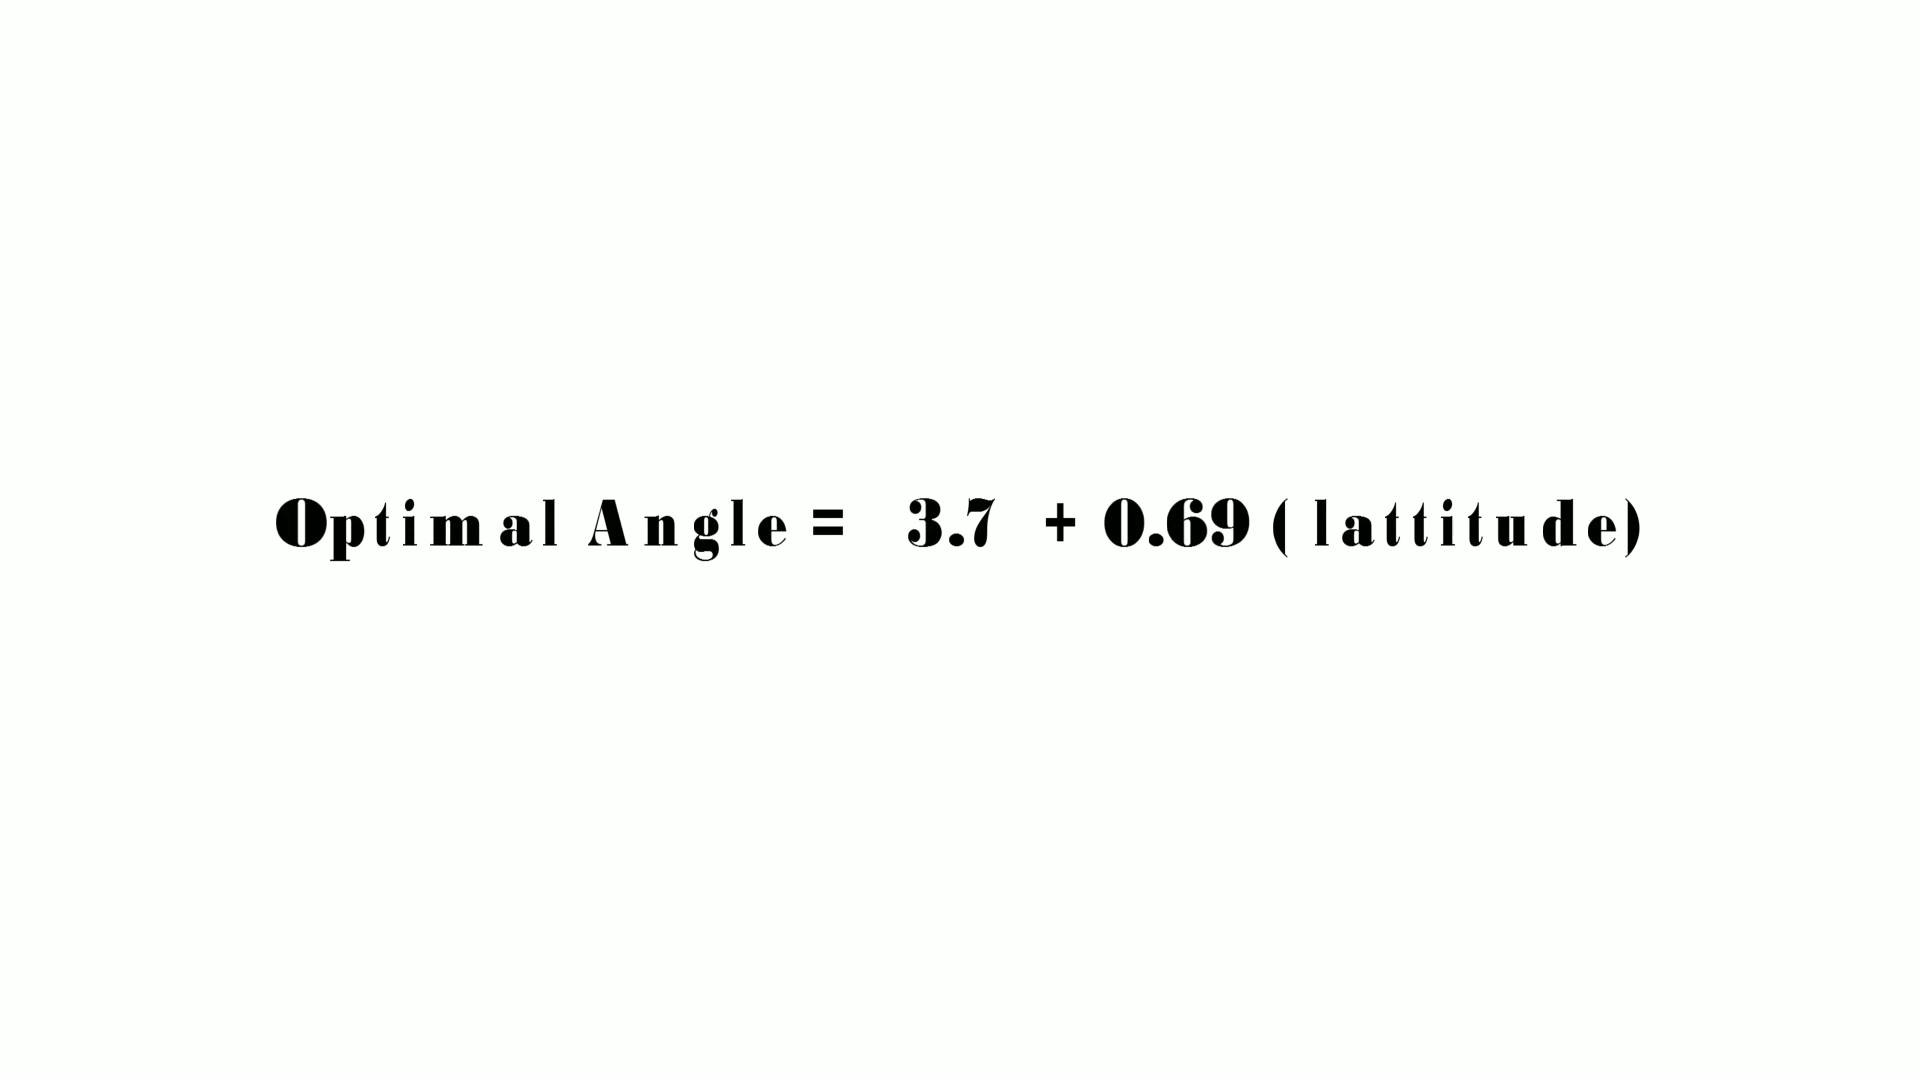 Optimal Angle = 3.7 + 0.69 ( lattitude)